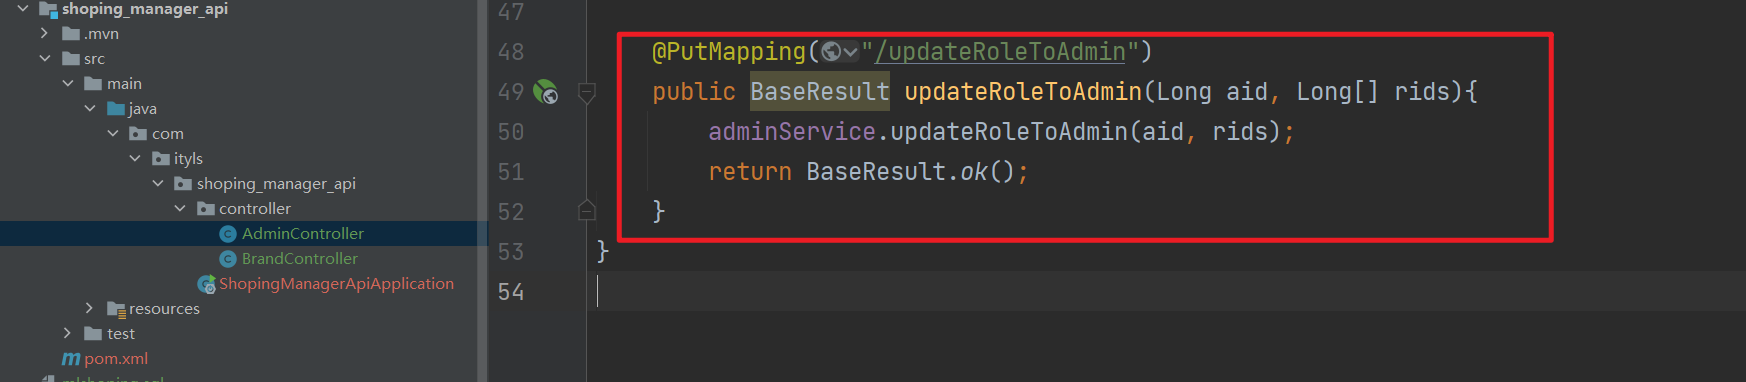 shoping_manager_api
.mvn
src
main
java
com
ityls
shoping_manager_api
controller
AdminController
BrandController
ShopingManagerApiApplication
resources
test
pom.xml
47
48 @PutMapping("/updateRoleToAdmin")
49 public BaseResult updateRoleToAdmin(Long aid, Long[] rids){
50 adminService.updateRoleToAdmin(aid, rids);
51 return BaseResult.ok();
52 }
53 }
54